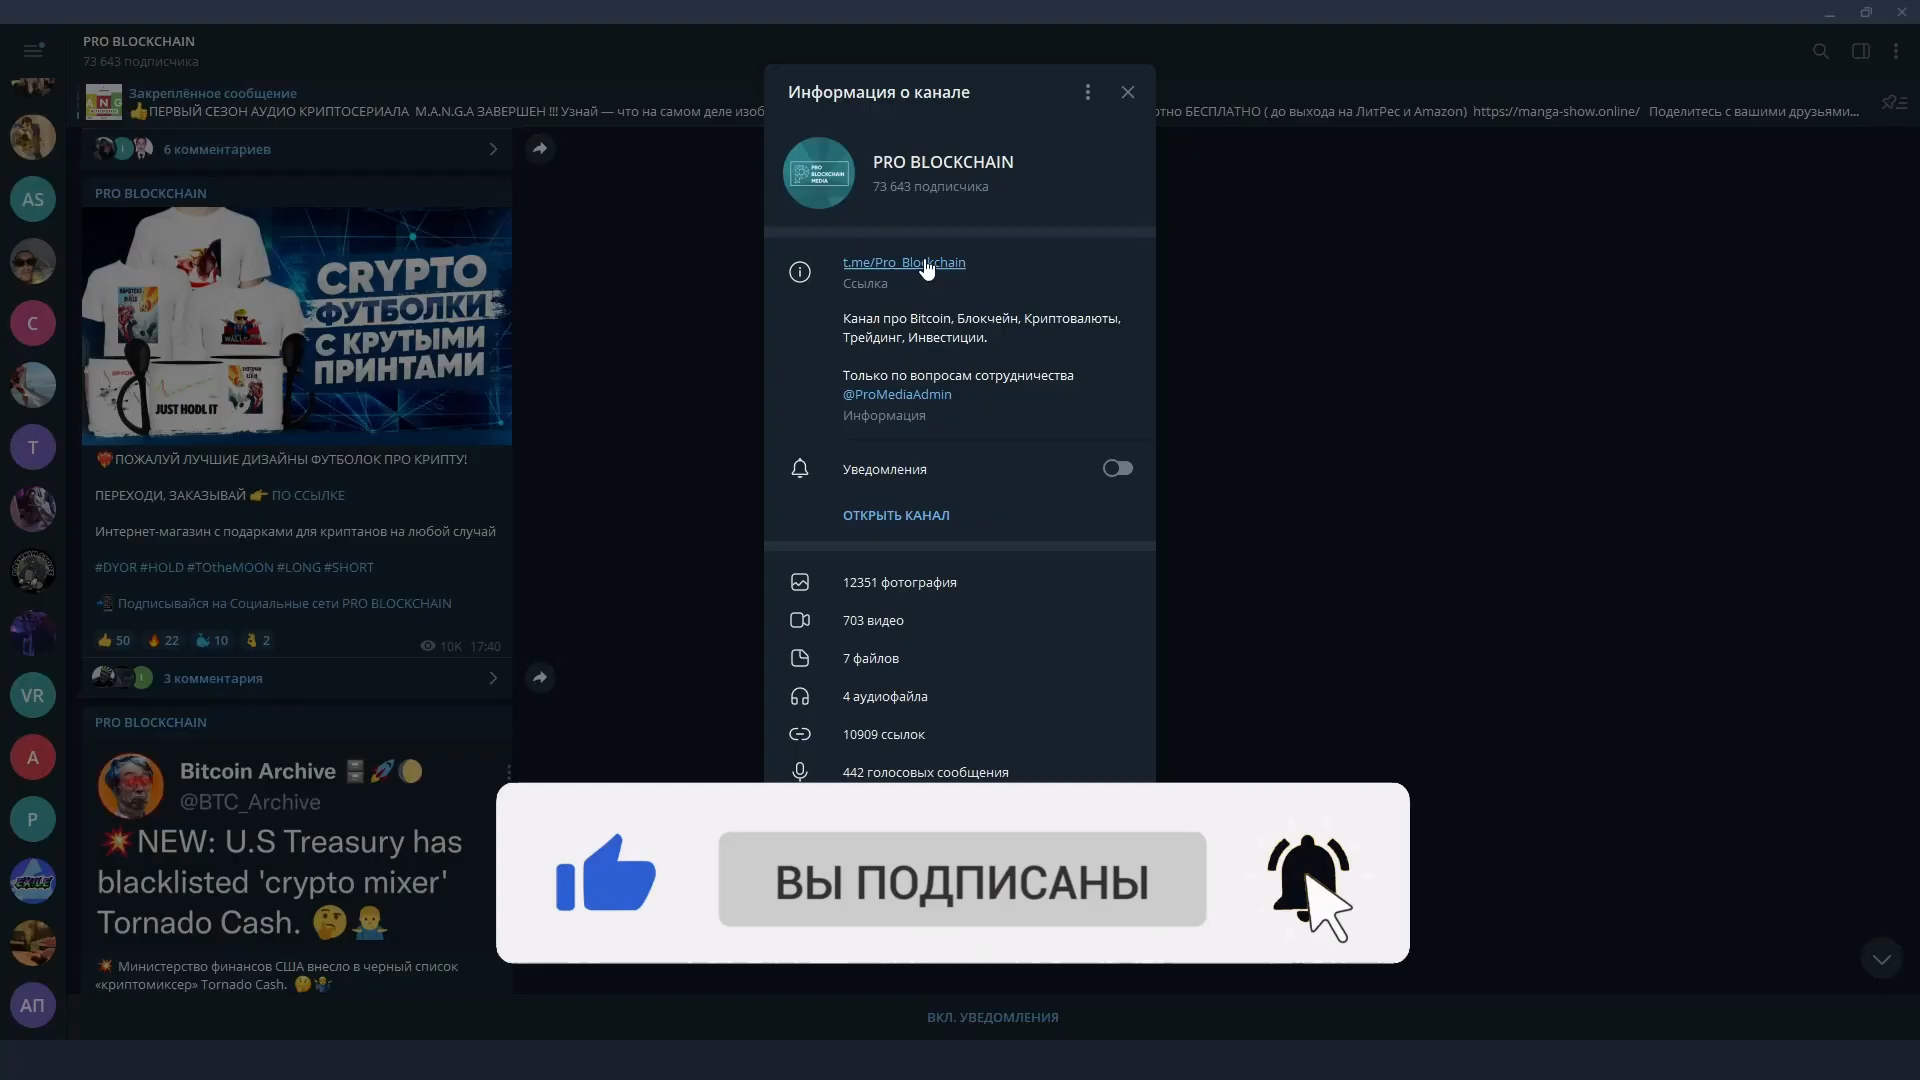 PRO BLOCKCHAIN
73 643 подписчика
Закреплённое сообщение
👍ПЕРВЫЙ СЕЗОН АУДИО КРИПТОСЕРИАЛА M.A.N.G.A ЗАВЕРШЕН !!! Узнай — что на самом деле изоб
отно БЕСПЛАТНО ( до выхода на ЛитРес и Amazon) https://manga-show.online/ Поделитесь с вашими друзьями...
6 комментариев
PRO BLOCKCHAIN
CRYPTO
ФУТБОЛКИ
С КРУТЫМИ
ПРИНТАМИ
JUST HODL IT
❤️‍🔥ПОЖАЛУЙ ЛУЧШИЕ ДИЗАЙНЫ ФУТБОЛОК ПРО КРИПТУ!
ПЕРЕХОДИ, ЗАКАЗЫВАЙ 👉 ПО ССЫЛКЕ
Интернет-магазин с подарками для криптанов на любой случай
#DYOR #HOLD #TOtheMOON #LONG #SHORT
📲 Подписывайся на Социальные сети PRO BLOCKCHAIN
👍 50 🔥 22 🐳 10 👌 2
10K 17:40
3 комментария
PRO BLOCKCHAIN
Bitcoin Archive 🗄🚀🌔
@BTC_Archive
💥NEW: U.S Treasury has
blacklisted 'crypto mixer'
Tornado Cash. 🤔🤷‍♂️
💥 Министерство финансов США внесло в черный список
«криптомиксер» Tornado Cash. 🤔🤷‍♂️
AS
C
T
VR
A
P
АП
Информация о канале
PRO BLOCKCHAIN
73 643 подписчика
PRO
BLOCKCHAIN
MEDIA
t.me/Pro_Blockchain
Ссылка
Канал про Bitcoin, Блокчейн, Криптовалюты,
Трейдинг, Инвестиции.
Только по вопросам сотрудничества
@ProMediaAdmin
Информация
Уведомления
ОТКРЫТЬ КАНАЛ
12351 фотография
703 видео
7 файлов
4 аудиофайла
10909 ссылок
442 голосовых сообщения
ВЫ ПОДПИСАНЫ
ВКЛ. УВЕДОМЛЕНИЯ